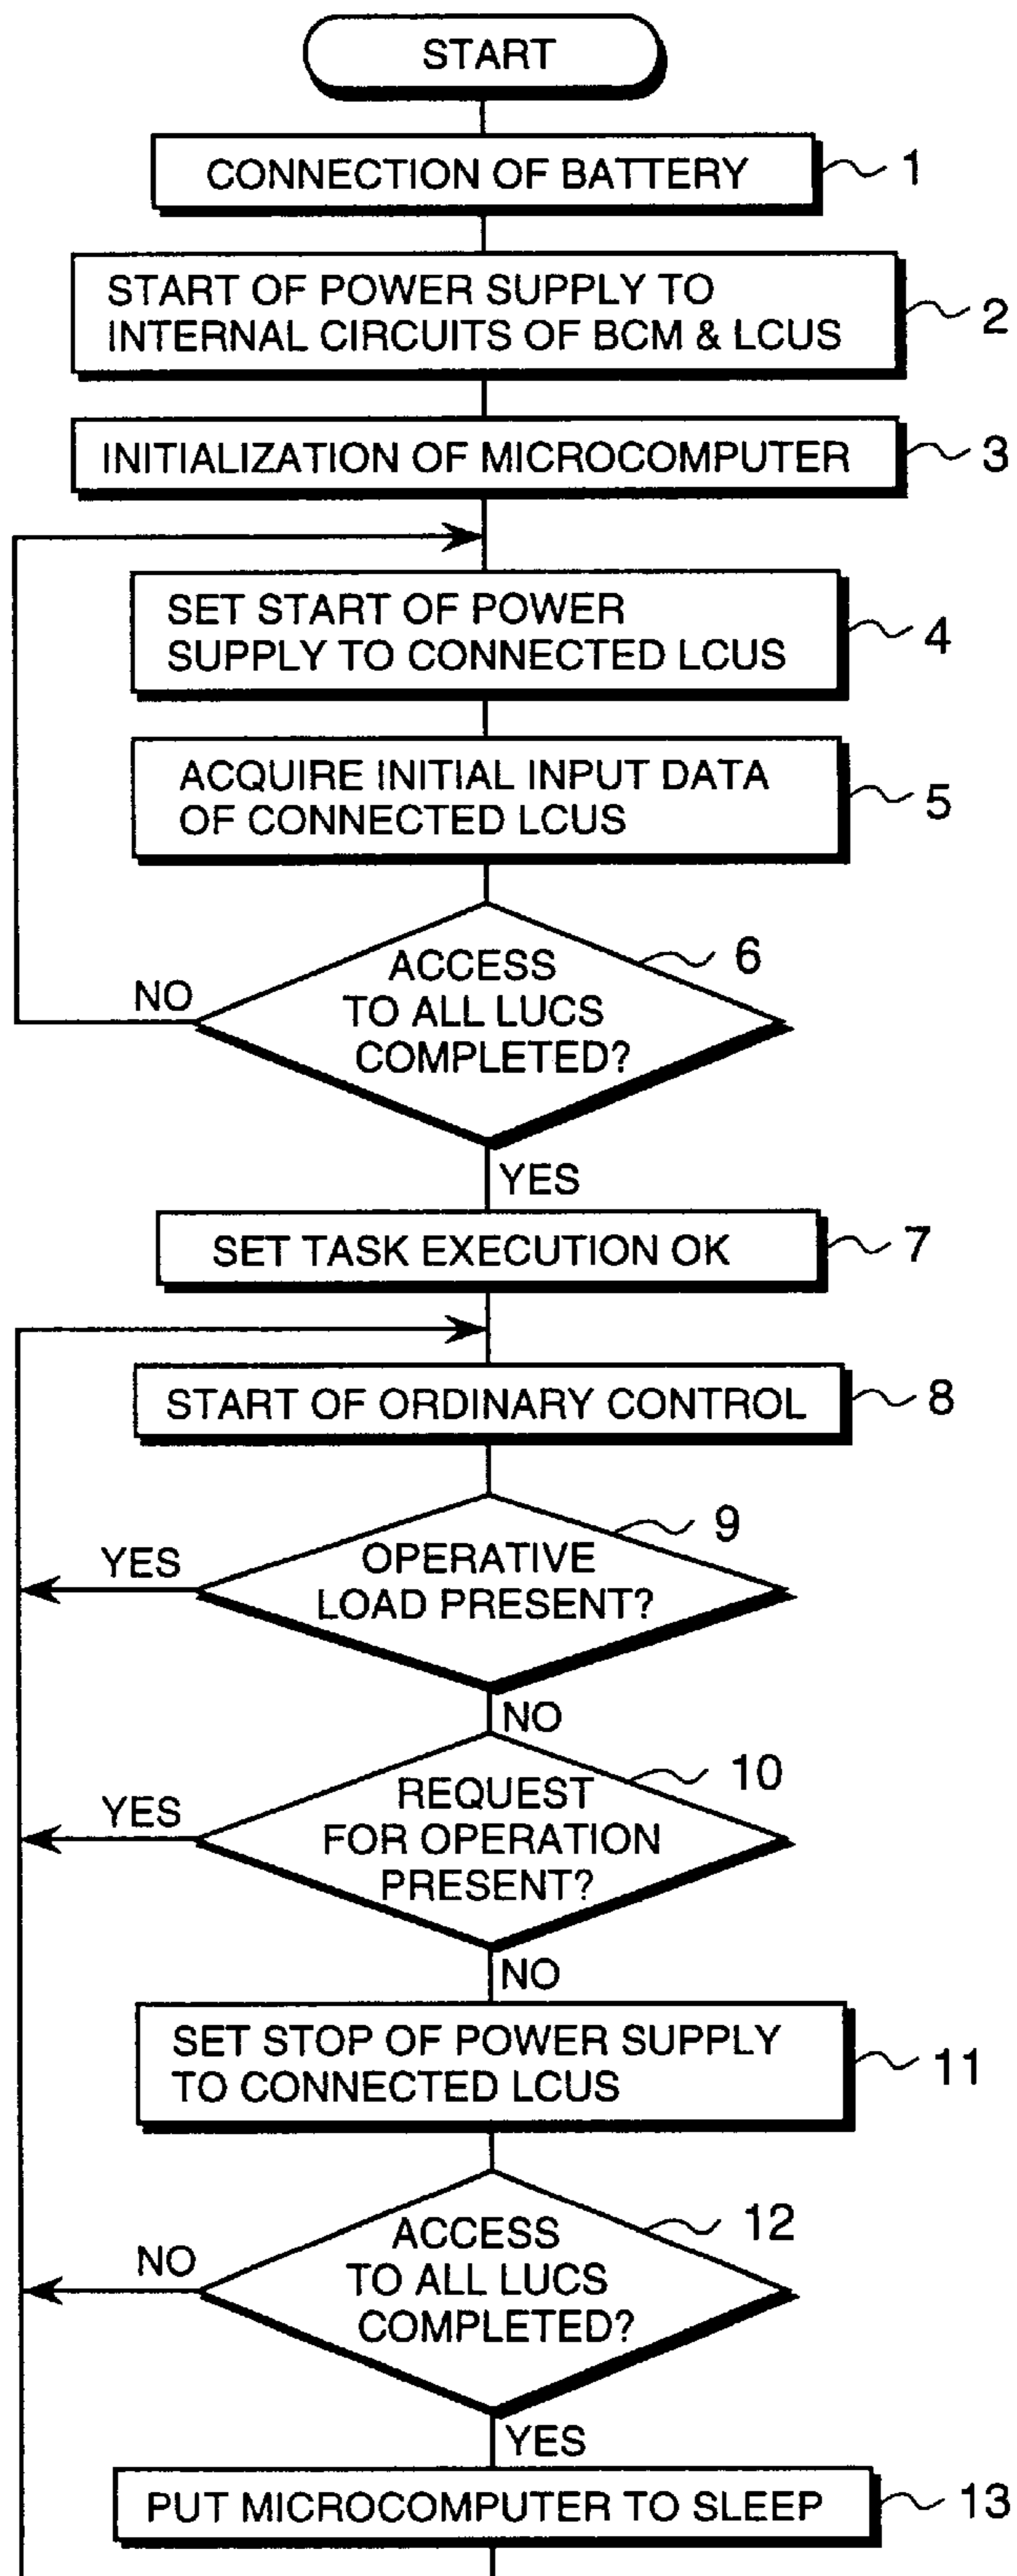 START
CONNECTION OF BATTERY
1
START OF POWER SUPPLY TO
INTERNAL CIRCUITS OF BCM & LCUS
2
INITIALIZATION OF MICROCOMPUTER
3
SET START OF POWER
SUPPLY TO CONNECTED LCUS
4
ACQUIRE INITIAL INPUT DATA
OF CONNECTED LCUS
5
ACCESS
TO ALL LUCS
COMPLETED?
6
NO
YES
SET TASK EXECUTION OK
7
START OF ORDINARY CONTROL
8
OPERATIVE
LOAD PRESENT?
9
YES
NO
REQUEST
FOR OPERATION
PRESENT?
10
YES
NO
SET STOP OF POWER SUPPLY
TO CONNECTED LCUS
11
ACCESS
TO ALL LUCS
COMPLETED?
12
NO
YES
PUT MICROCOMPUTER TO SLEEP
13